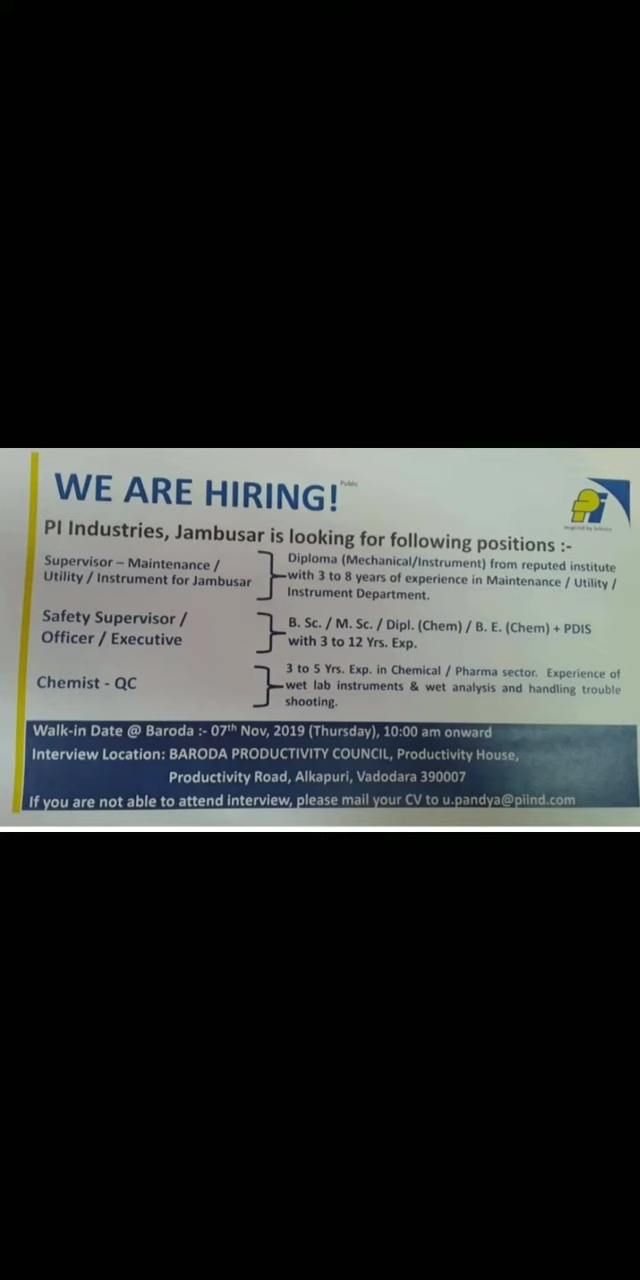 WE ARE HIRING!
Public
PI Industries, Jambusar is looking for following positions :-
Supervisor – Maintenance /
Utility / Instrument for Jambusar
Diploma (Mechanical/Instrument) from reputed institute
with 3 to 8 years of experience in Maintenance / Utility /
Instrument Department.
Safety Supervisor /
Officer / Executive
B. Sc. / M. Sc. / Dipl. (Chem) / B. E. (Chem) + PDIS
with 3 to 12 Yrs. Exp.
Chemist - QC
3 to 5 Yrs. Exp. in Chemical / Pharma sector. Experience of
wet lab instruments & wet analysis and handling trouble
shooting.
Walk-in Date @ Baroda :- 07th Nov, 2019 (Thursday), 10:00 am onward
Interview Location: BARODA PRODUCTIVITY COUNCIL, Productivity House,
Productivity Road, Alkapuri, Vadodara 390007
If you are not able to attend interview, please mail your CV to u.pandya@piind.com